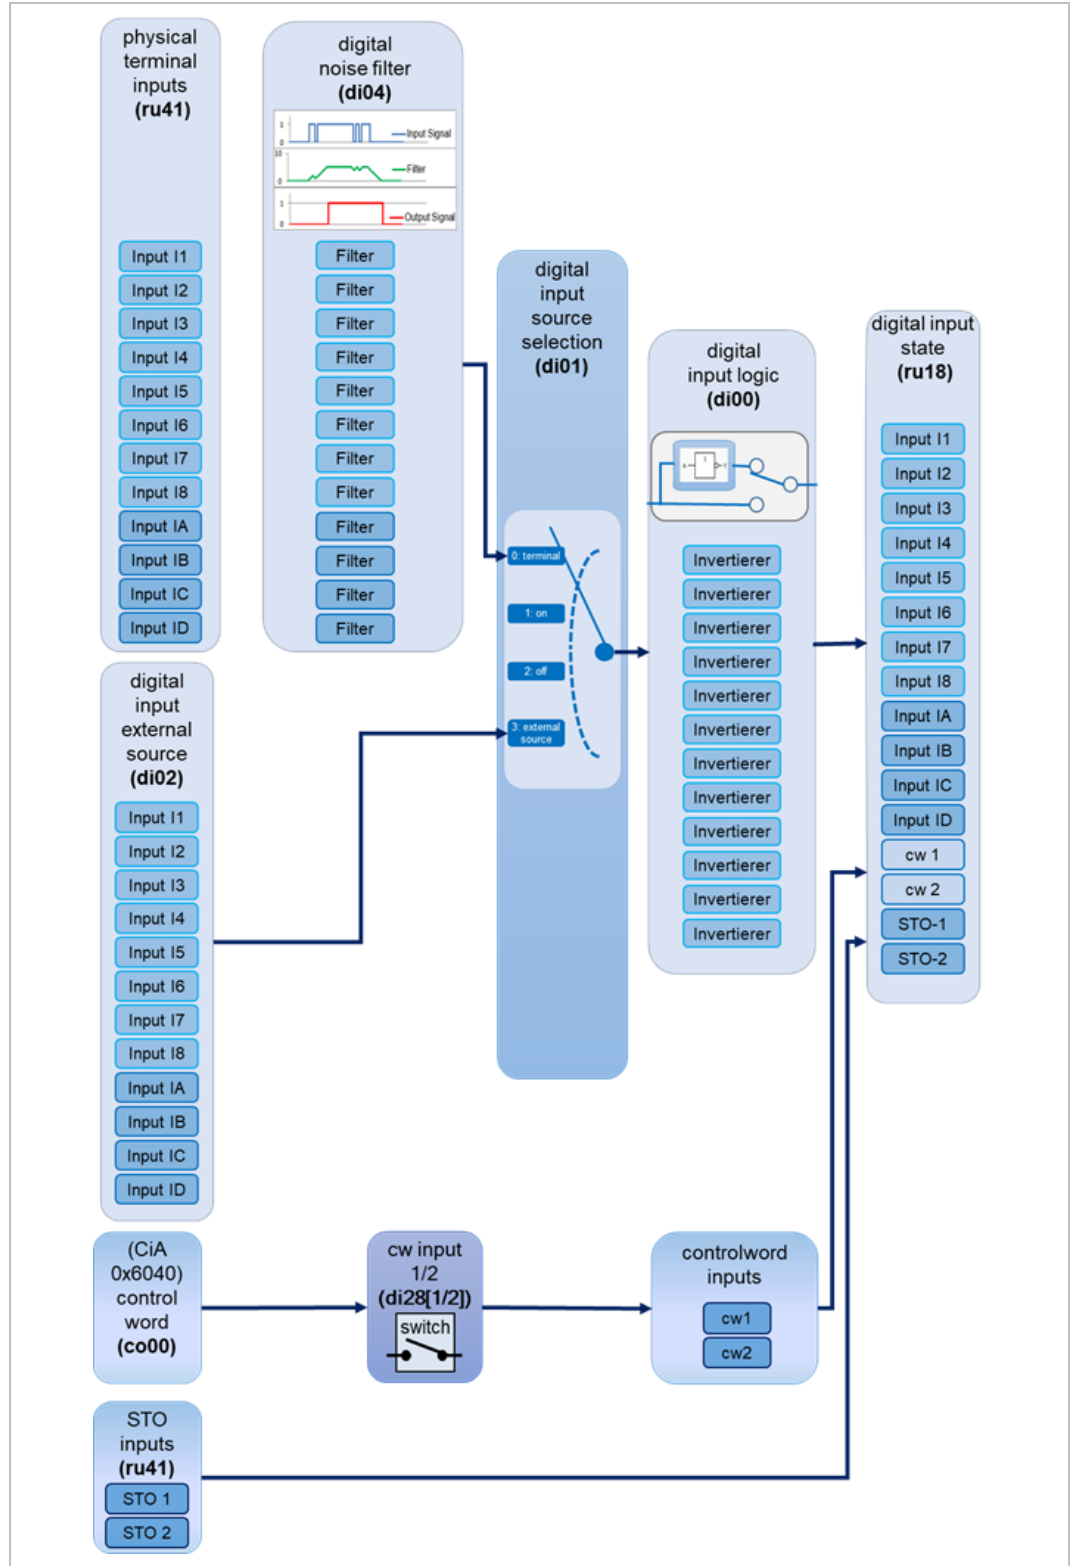 physical
terminal
inputs
(ru41)
Input I1
Input I2
Input I3
Input I4
Input I5
Input I6
Input I7
Input I8
Input IA
Input IB
Input IC
Input ID
digital
noise filter
(di04)
1
0
Input Signal
10
0
Filter
1
0
Output Signal
Filter
Filter
Filter
Filter
Filter
Filter
Filter
Filter
Filter
Filter
Filter
Filter
digital
input
source
selection
(di01)
0: terminal
1: on
2: off
3: external
source
digital
input logic
(di00)
A
1
Y
Invertierer
Invertierer
Invertierer
Invertierer
Invertierer
Invertierer
Invertierer
Invertierer
Invertierer
Invertierer
Invertierer
Invertierer
digital input
state
(ru18)
Input I1
Input I2
Input I3
Input I4
Input I5
Input I6
Input I7
Input I8
Input IA
Input IB
Input IC
Input ID
cw 1
cw 2
STO-1
STO-2
digital
input
external
source
(di02)
Input I1
Input I2
Input I3
Input I4
Input I5
Input I6
Input I7
Input I8
Input IA
Input IB
Input IC
Input ID
(CiA
0x6040)
control
word
(co00)
cw input
1/2
(di28[1/2])
switch
controlword
inputs
cw1
cw2
STO
inputs
(ru41)
STO 1
STO 2